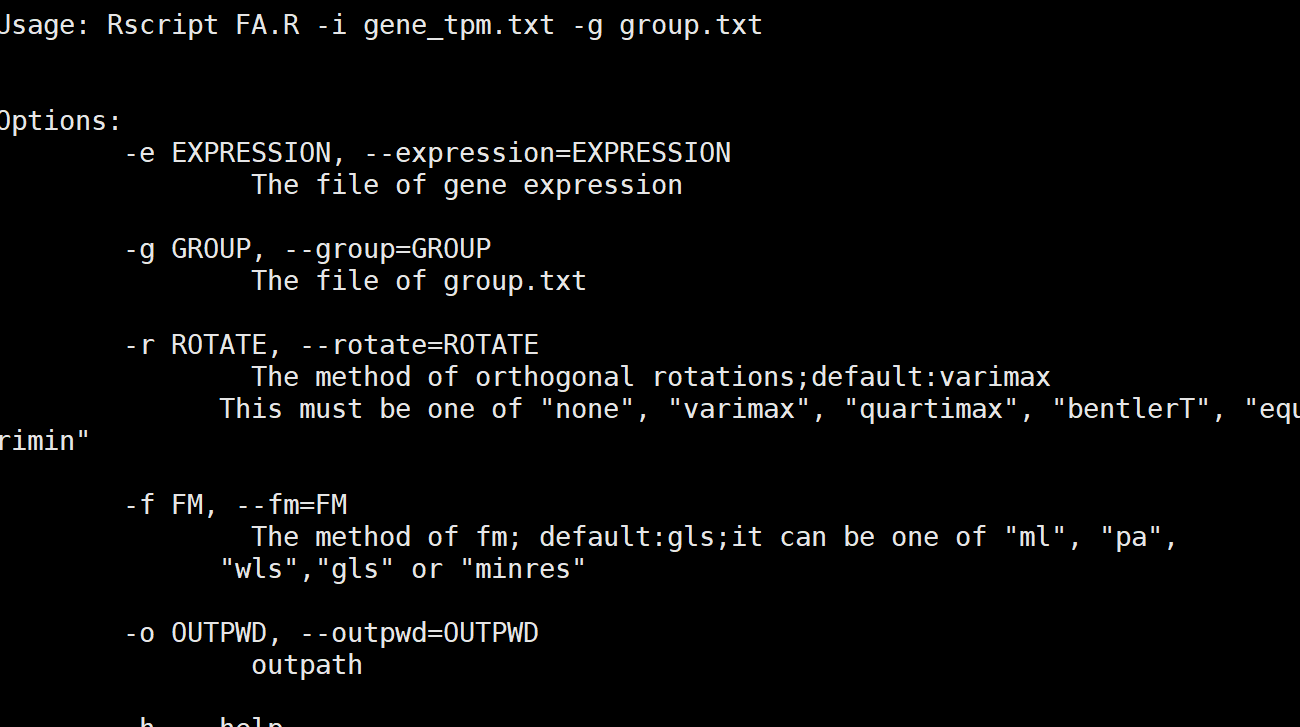 Usage: Rscript FA.R -i gene_tpm.txt -g group.txt
Options:
-e EXPRESSION, --expression=EXPRESSION
The file of gene expression
-g GROUP, --group=GROUP
The file of group.txt
-r ROTATE, --rotate=ROTATE
The method of orthogonal rotations;default:varimax
This must be one of "none", "varimax", "quartimax", "bentlerT", "equ
rimin"
-f FM, --fm=FM
The method of fm; default:gls;it can be one of "ml", "pa",
"wls","gls" or "minres"
-o OUTPWD, --outpwd=OUTPWD
outpath
-h, --help